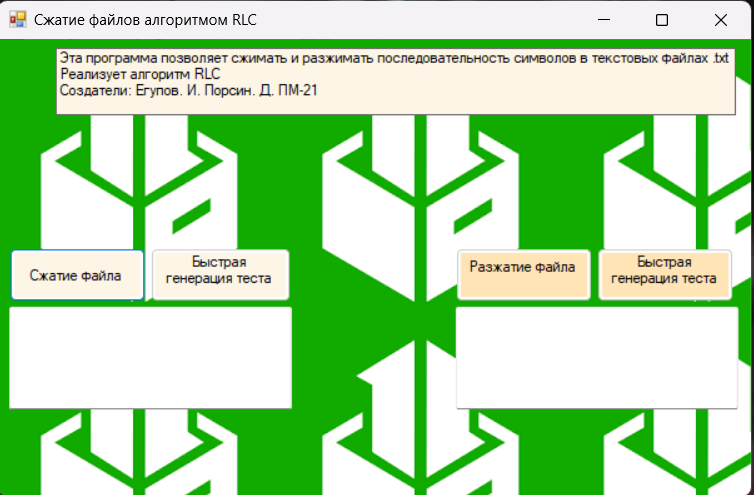 Сжатие файлов алгоритмом RLC
Эта программа позволяет сжимать и разжимать последовательность символов в текстовых файлах .txt
Реализует алгоритм RLC
Создатели: Егупов. И. Порсин. Д. ПМ-21
Сжатие файла
Быстрая
генерация теста
Разжатие файла
Быстрая
генерация теста